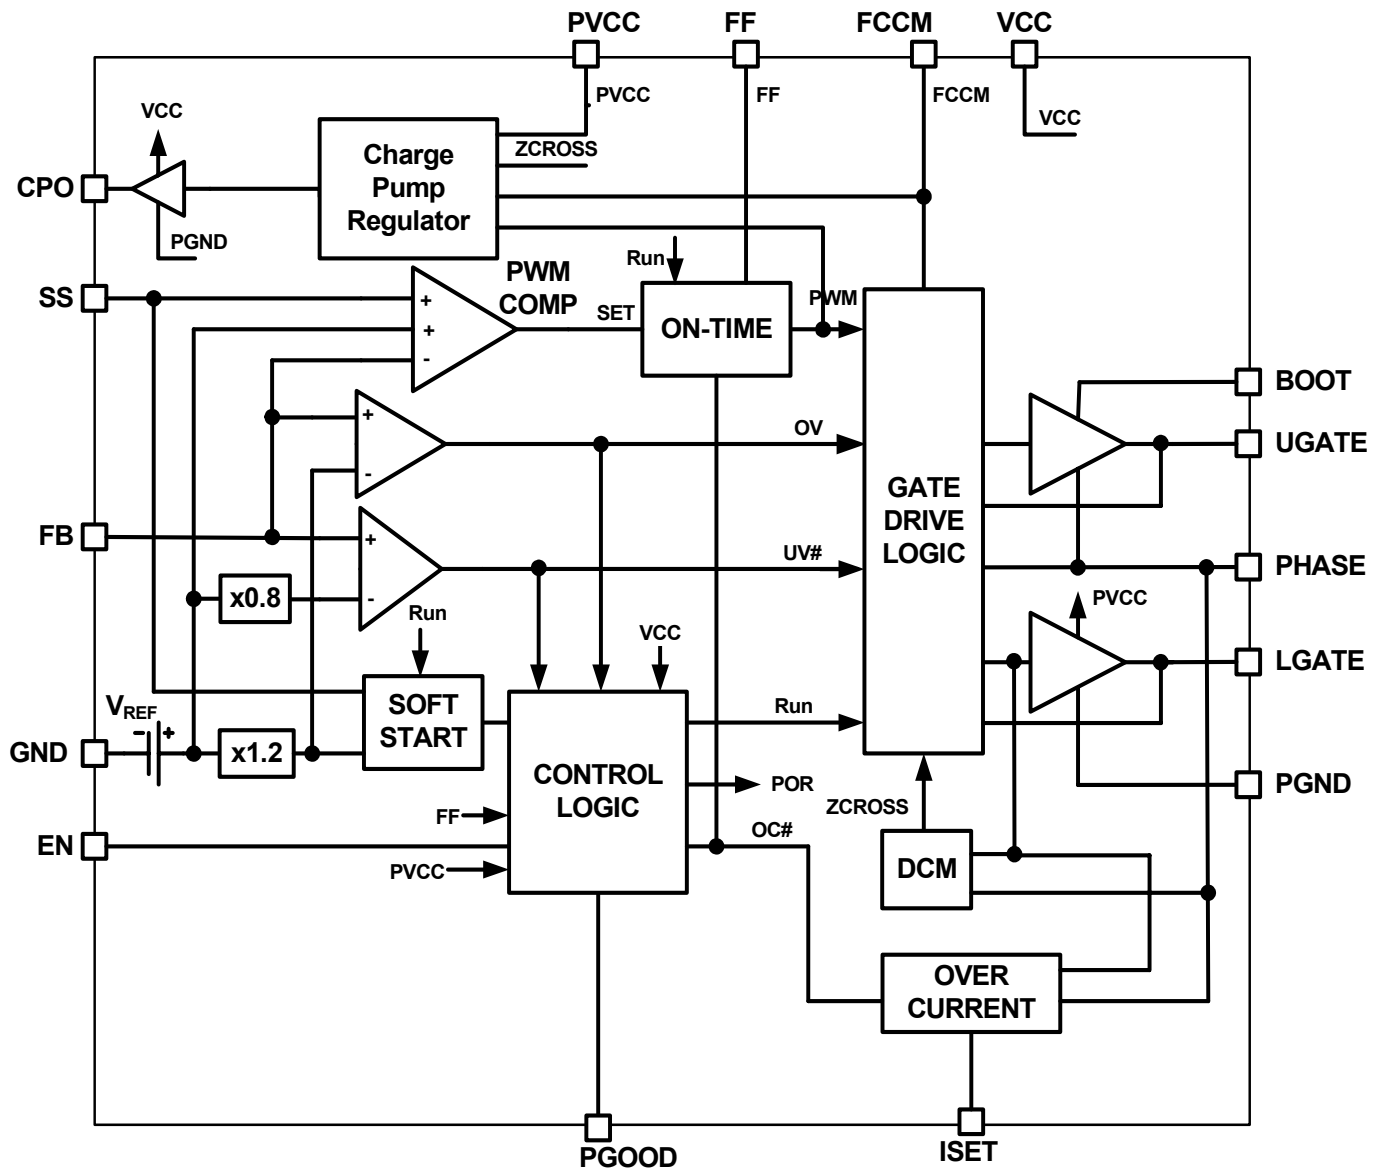 PVCC
FF
FCCM
VCC
PVCC
FF
FCCM
VCC
VCC
Charge
Pump
Regulator
ZCROSS
CPO
PGND
Run
SS
PWM
COMP
+
+
-
SET
ON-TIME
PWM
BOOT
+
-
OV
UGATE
GATE
DRIVE
LOGIC
FB
+
-
UV#
PHASE
x0.8
Run
VCC
PVCC
LGATE
VREF
- +
GND
x1.2
SOFT
START
Run
CONTROL
LOGIC
POR
PGND
FF
ZCROSS
EN
OC#
PVCC
DCM
OVER
CURRENT
PGOOD
ISET